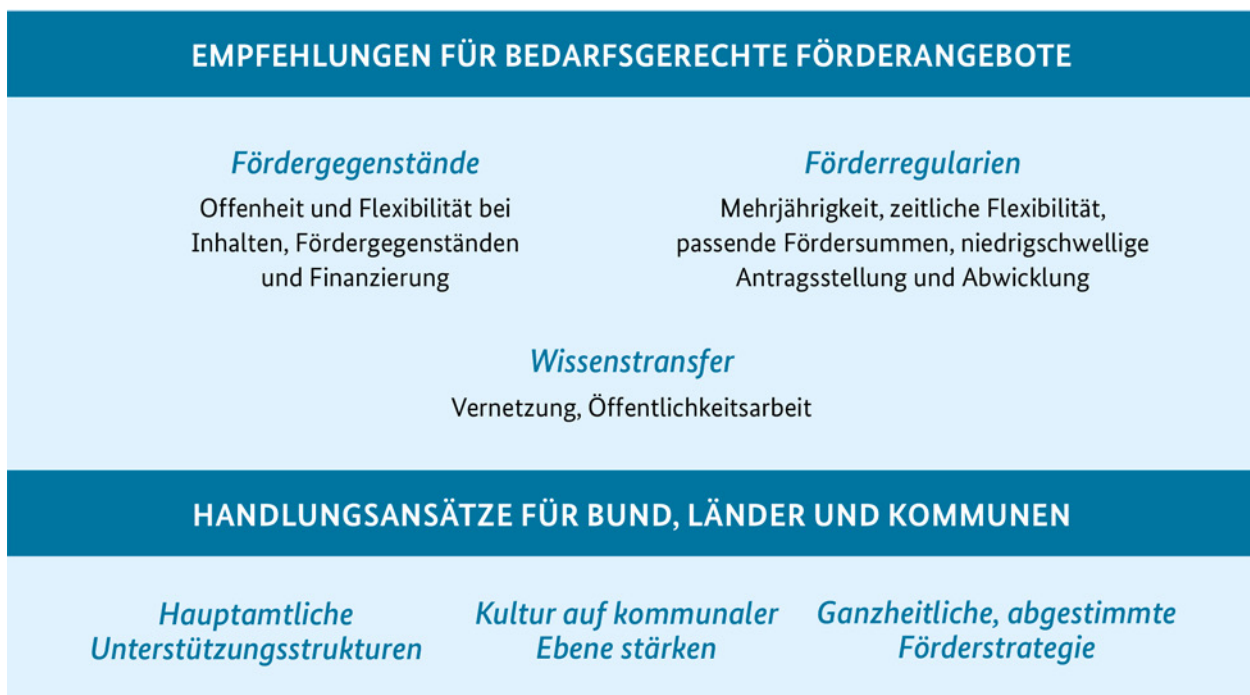 EMPFEHLUNGEN FÜR BEDARFSGERECHTE FÖRDERANGEBOTE
Fördergegenstände
Offenheit und Flexibilität bei
Inhalten, Fördergegenständen
und Finanzierung
Förderregularien
Mehrjährigkeit, zeitliche Flexibilität,
passende Fördersummen, niedrigschwellige
Antragsstellung und Abwicklung
Wissenstransfer
Vernetzung, Öffentlichkeitsarbeit
HANDLUNGSANSÄTZE FÜR BUND, LÄNDER UND KOMMUNEN
Hauptamtliche
Unterstützungsstrukturen
Kultur auf kommunaler
Ebene stärken
Ganzheitliche, abgestimmte
Förderstrategie